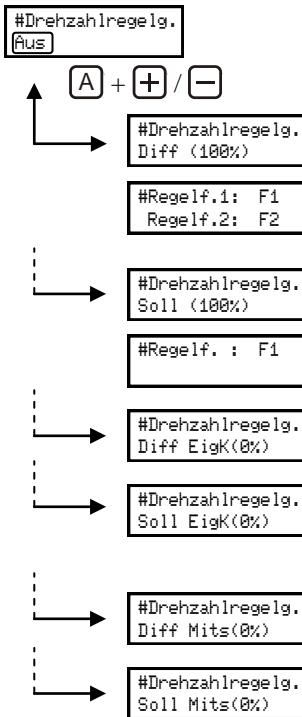 #Drehzahlregelg.
Aus
A + + / −
#Drehzahlregelg.
Diff (100%)
#Regelf.1: F1
Regelf.2: F2
#Drehzahlregelg.
Soll (100%)
#Regelf. : F1
#Drehzahlregelg.
Diff EigK(0%)
#Drehzahlregelg.
Soll EigK(0%)
#Drehzahlregelg.
Diff Mits(0%)
#Drehzahlregelg.
Soll Mits(0%)